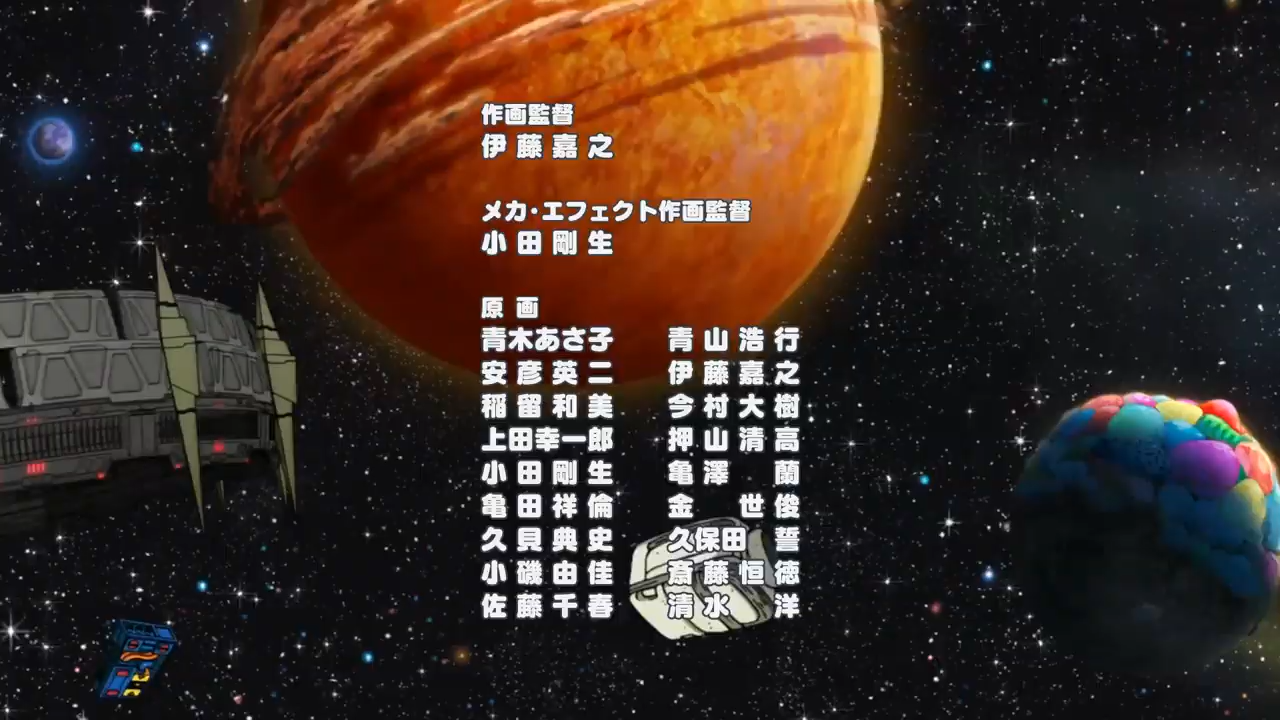 作画監督
伊藤嘉之
メカ・エフェクト作画監督
小田剛生
原画
青木あさ子 青山浩行
安彦英二 伊藤嘉之
稲留和美 今村大樹
上田幸一郎 押山清高
小田剛生 亀澤 蘭
亀田祥倫 金 世俊
久貝典史 久保田 誓
小磯由佳 斎藤恒徳
佐藤千春 清水 洋